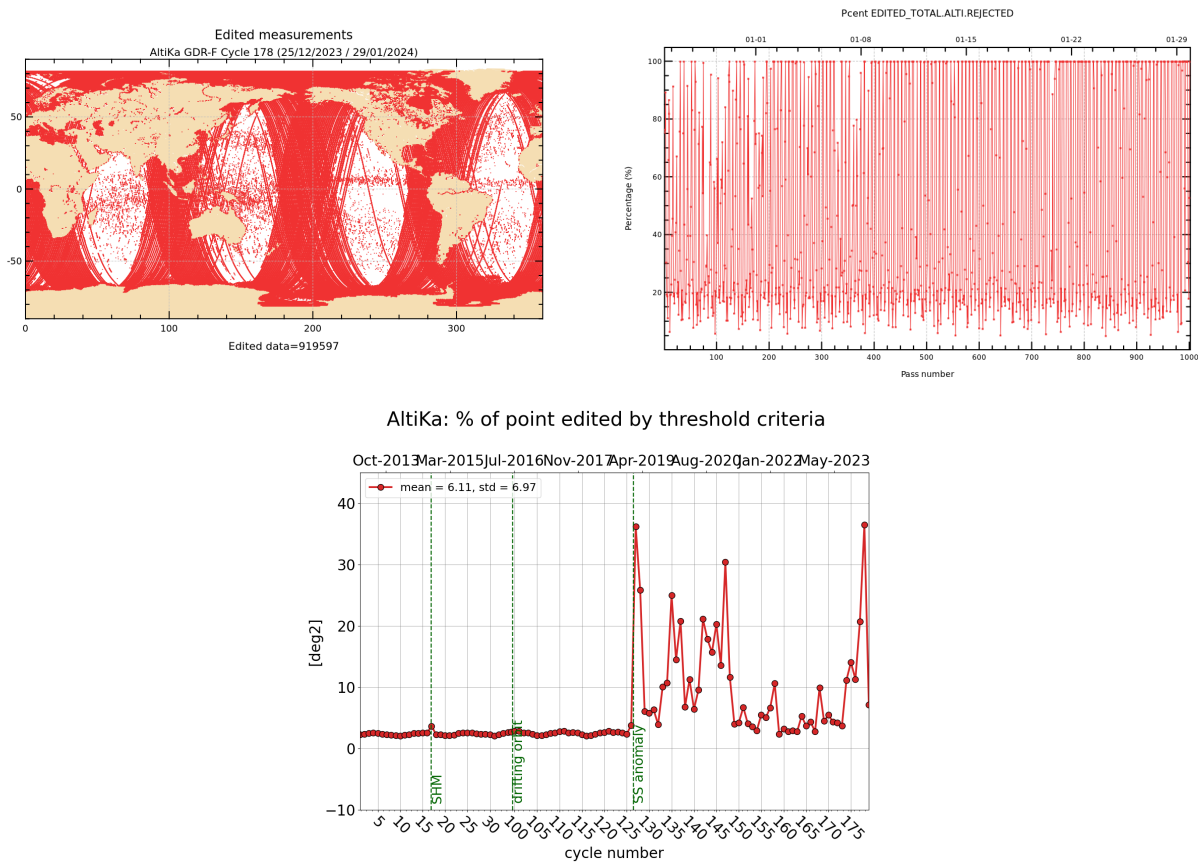 Edited measurements
AltiKa GDR-F Cycle 178 (25/12/2023 / 29/01/2024)
50
0
-50
0 100 200 300
Edited data=919597
Pcent EDITED_TOTAL.ALTI.REJECTED
01-01 01-08 01-15 01-22 01-29
100
80
60
40
20
Percentage (%)
100 200 300 400 500 600 700 800 900 1000
Pass number
AltiKa: % of point edited by threshold criteria
Oct-2013 Mar-2015 Jul-2016 Nov-2017 Apr-2019 Aug-2020 Jan-2022 May-2023
mean = 6.11, std = 6.97
40
30
20
10
0
−10
[deg2]
SHM
drifting orbit
SS anomaly
5 10 15 20 25 30 100 105 110 115 120 125 130 135 140 145 150 155 160 165 170 175
cycle number